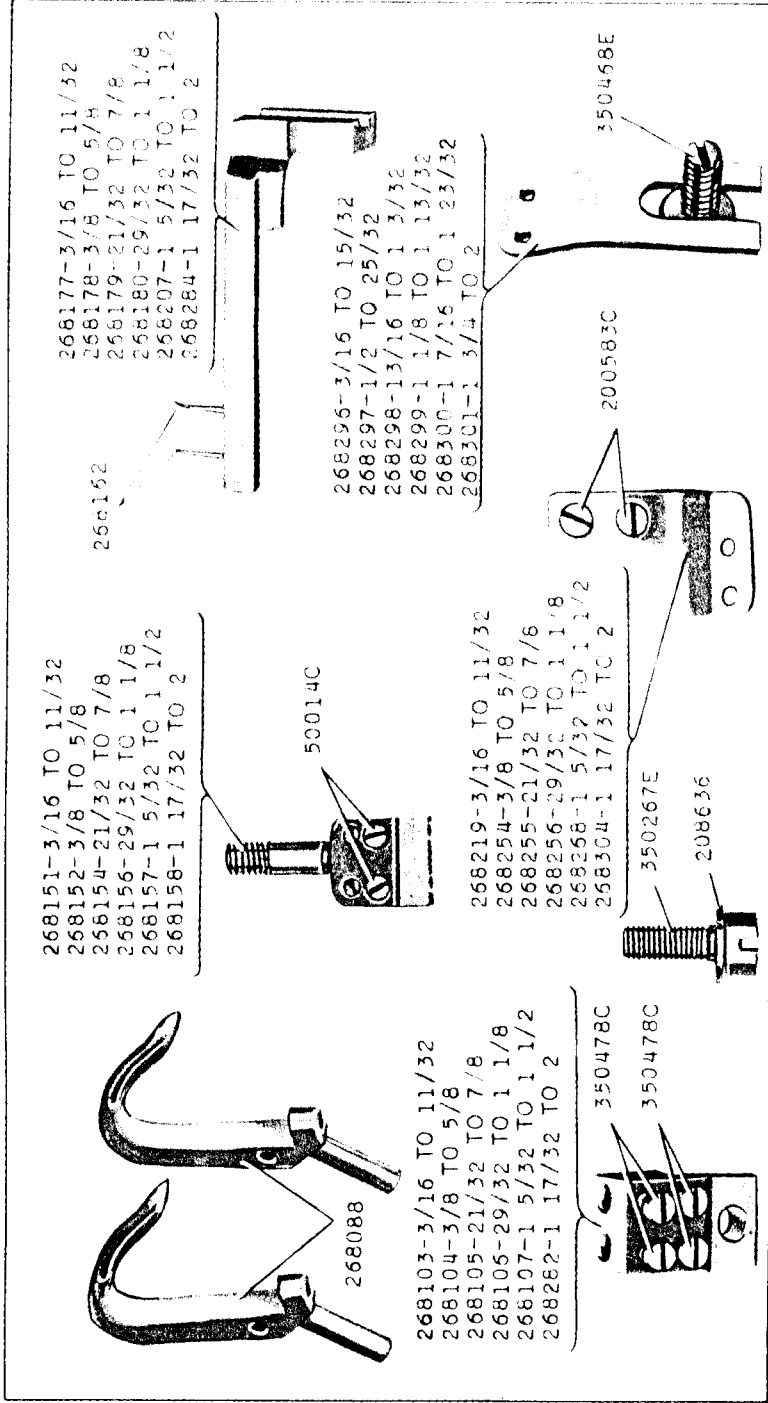 268088
268103-3/16 TO 11/32
268104-3/8 TO 5/8
268105-21/32 TO 7/8
268106-29/32 TO 1 1/8
268107-1 5/32 TO 1 1/2
268282-1 17/32 TO 2
350478C
350478C
268151-3/16 TO 11/32
268152-3/8 TO 5/8
268154-21/32 TO 7/8
268156-29/32 TO 1 1/8
268157-1 5/32 TO 1 1/2
268158-1 17/32 TO 2
50014C
268219-3/16 TO 11/32
268254-3/8 TO 5/8
268255-21/32 TO 7/8
268256-29/32 TO 1 1/8
268268-1 5/32 TO 1 1/2
268304-1 17/32 TO 2
350267E
208636
268162
268177-3/16 TO 11/32
268178-3/8 TO 5/8
268179-21/32 TO 7/8
268180-29/32 TO 1 1/8
268207-1 5/32 TO 1 1/2
268284-1 17/32 TO 2
268296-3/16 TO 15/32
268297-1/2 TO 25/32
268298-13/16 TO 1 3/32
268299-1 1/8 TO 1 13/32
268300-1 7/16 TO 1 23/32
268301-1 3/4 TO 2
200583C
350468E